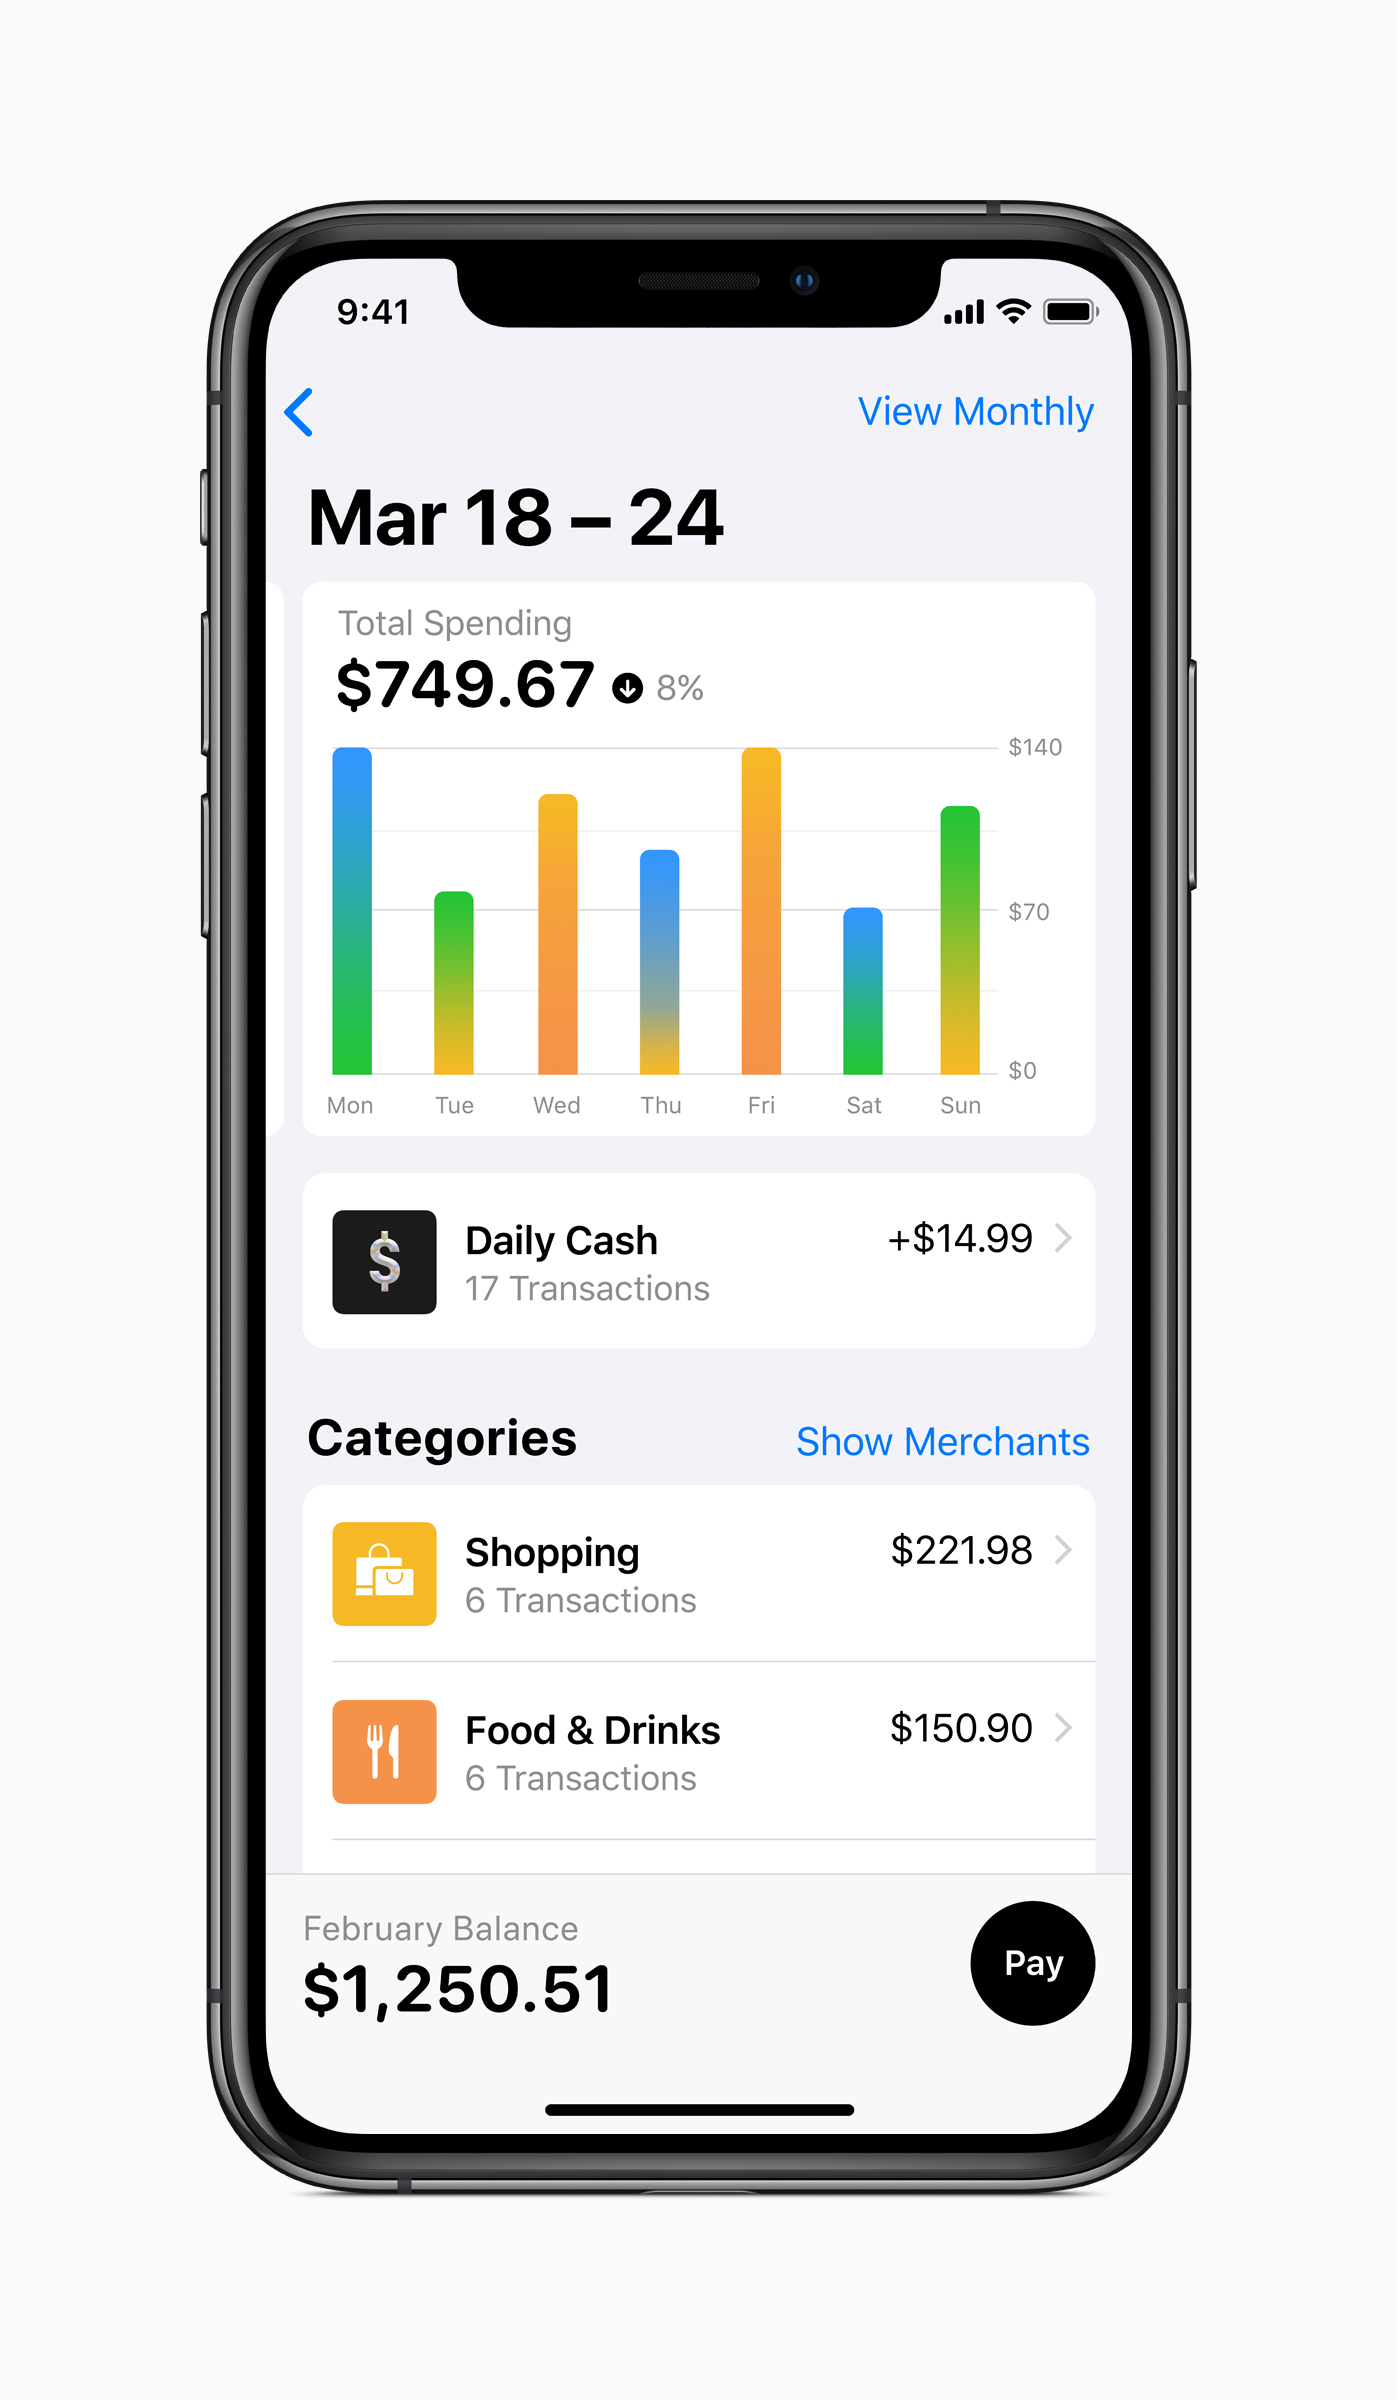 9:41
View Monthly
Mar 18 – 24
Total Spending
$749.67 8%
$140
$70
$0
Mon Tue Wed Thu Fri Sat Sun
Daily Cash +$14.99
17 Transactions
$
Categories Show Merchants
Shopping $221.98
6 Transactions
Food & Drinks $150.90
6 Transactions
February Balance
$1,250.51
Pay